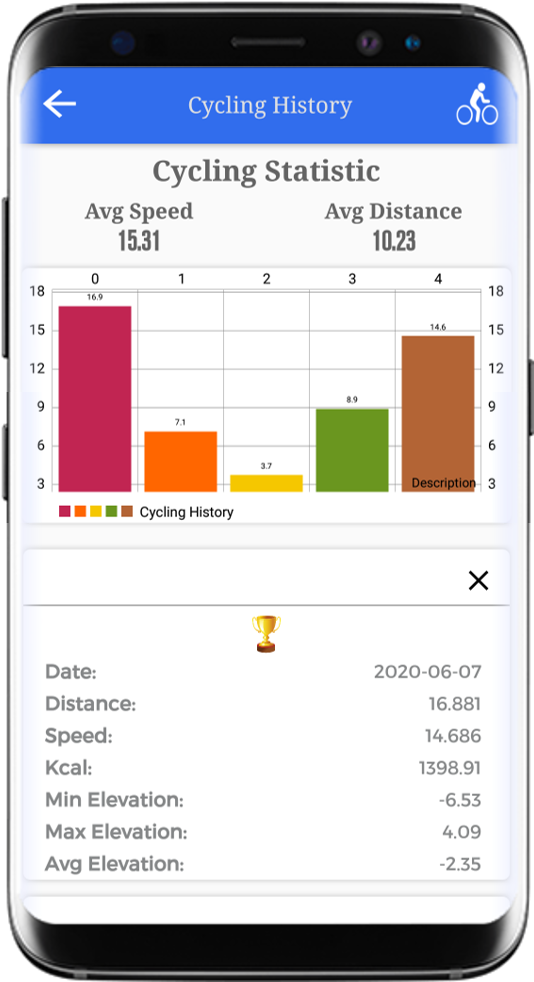 Cycling History
Cycling Statistic
Avg Speed Avg Distance
15.31 10.23
0 1 2 3 4
18 18
16.9
15 15
14.6
12 12
9 9
8.9
7.1
6 6
3.7
3 Description 3
Cycling History
Date: 2020-06-07
Distance: 16.881
Speed: 14.686
Kcal: 1398.91
Min Elevation: -6.53
Max Elevation: 4.09
Avg Elevation: -2.35